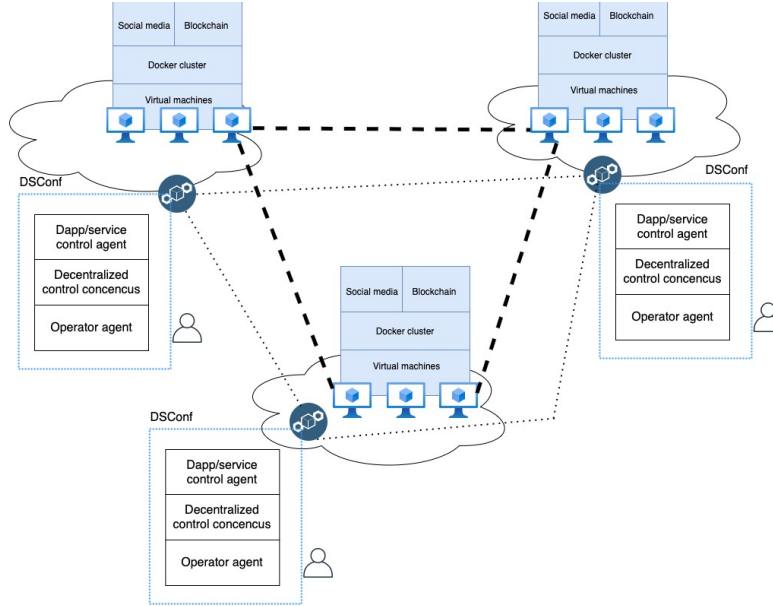 Social media
Blockchain
Docker cluster
Virtual machines
Social media
Blockchain
Docker cluster
Virtual machines
DSConf
DSConf
Dapp/service
control agent
Decentralized
control concencus
Operator agent
Dapp/service
control agent
Decentralized
control concencus
Operator agent
Social media
Blockchain
Docker cluster
Virtual machines
DSConf
Dapp/service
control agent
Decentralized
control concencus
Operator agent